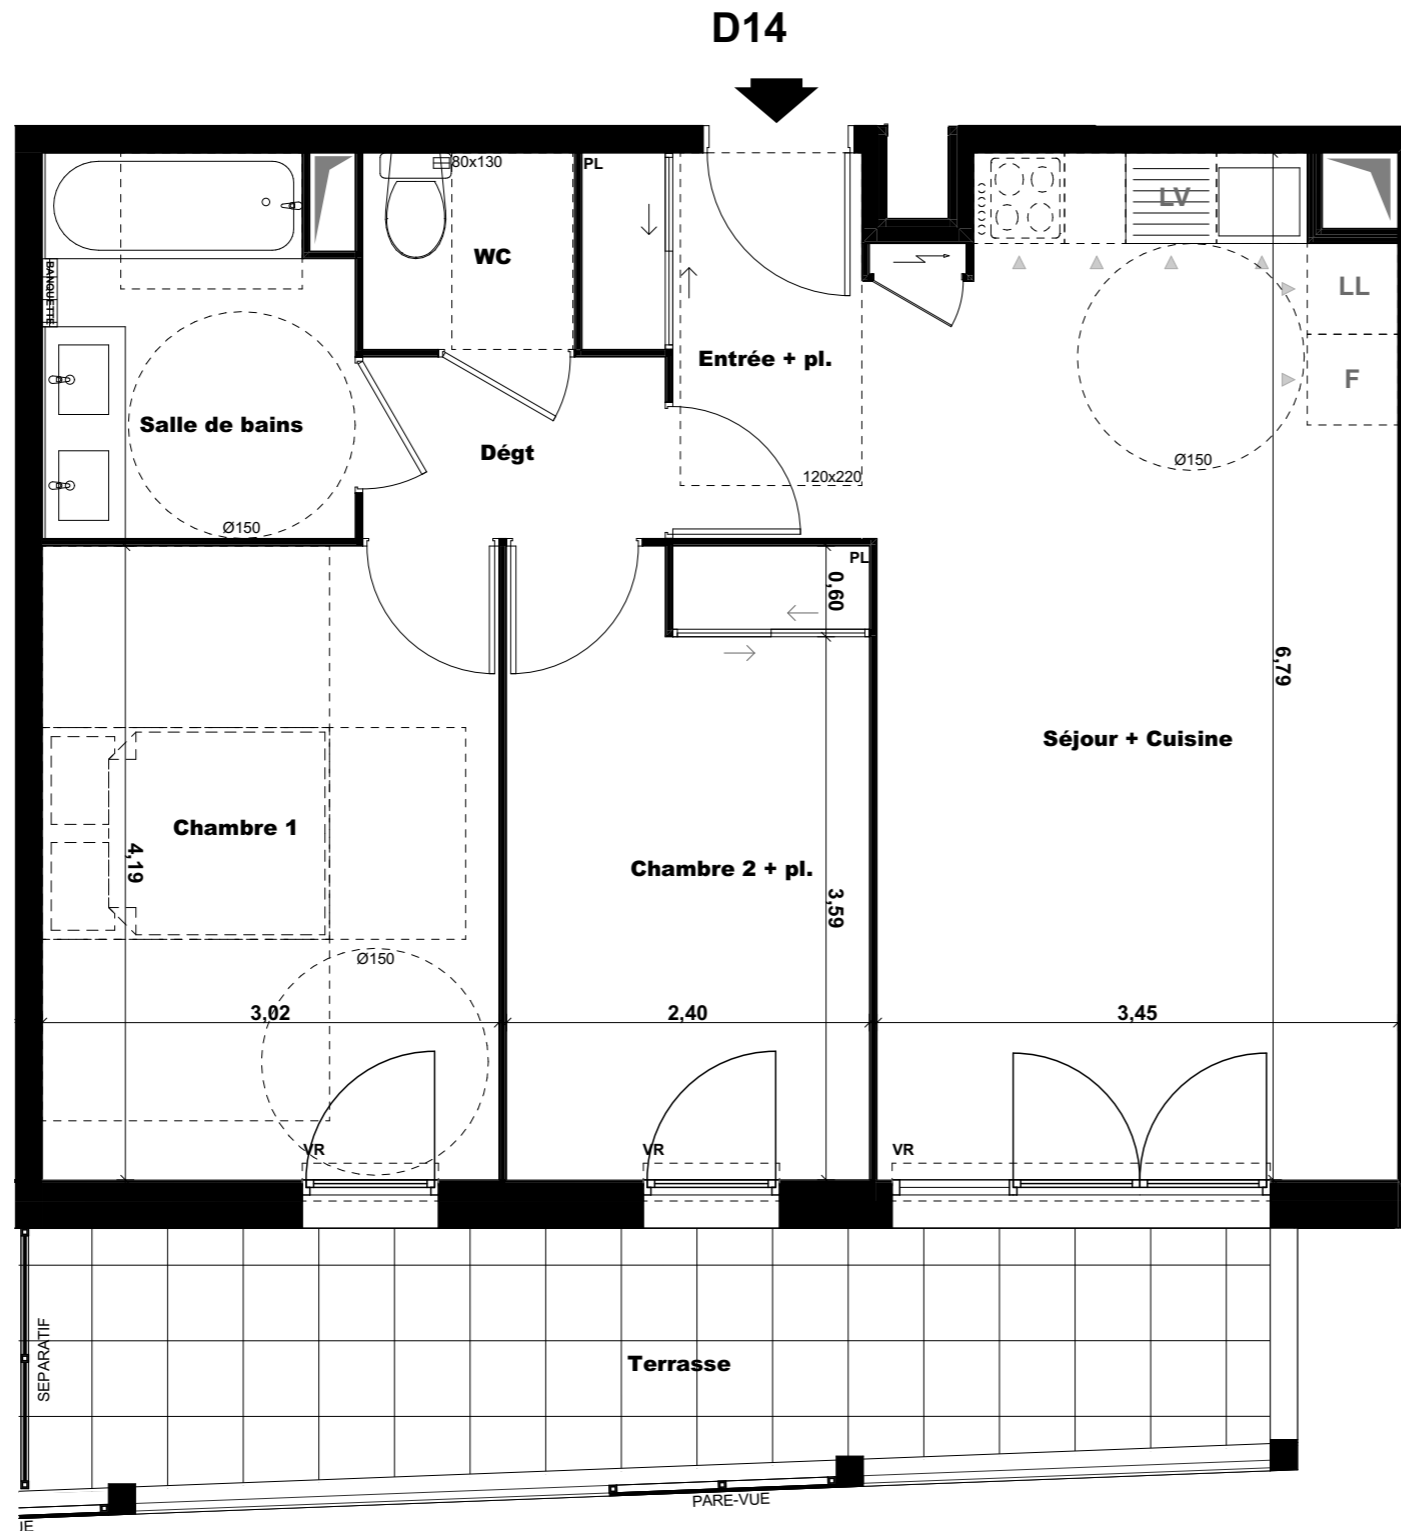 D14
80x130
PL
LV
WC
BANQUETTE
LL
Entrée + pl.
F
Salle de bains
Dégt
Ø150
120x220
Ø150
PL
0,60
6,79
Séjour + Cuisine
Chambre 1
4,19
Chambre 2 + pl.
3,59
Ø150
3,02
2,40
3,45
VR
VR
VR
SEPARATIF
Terrasse
PARE-VUE